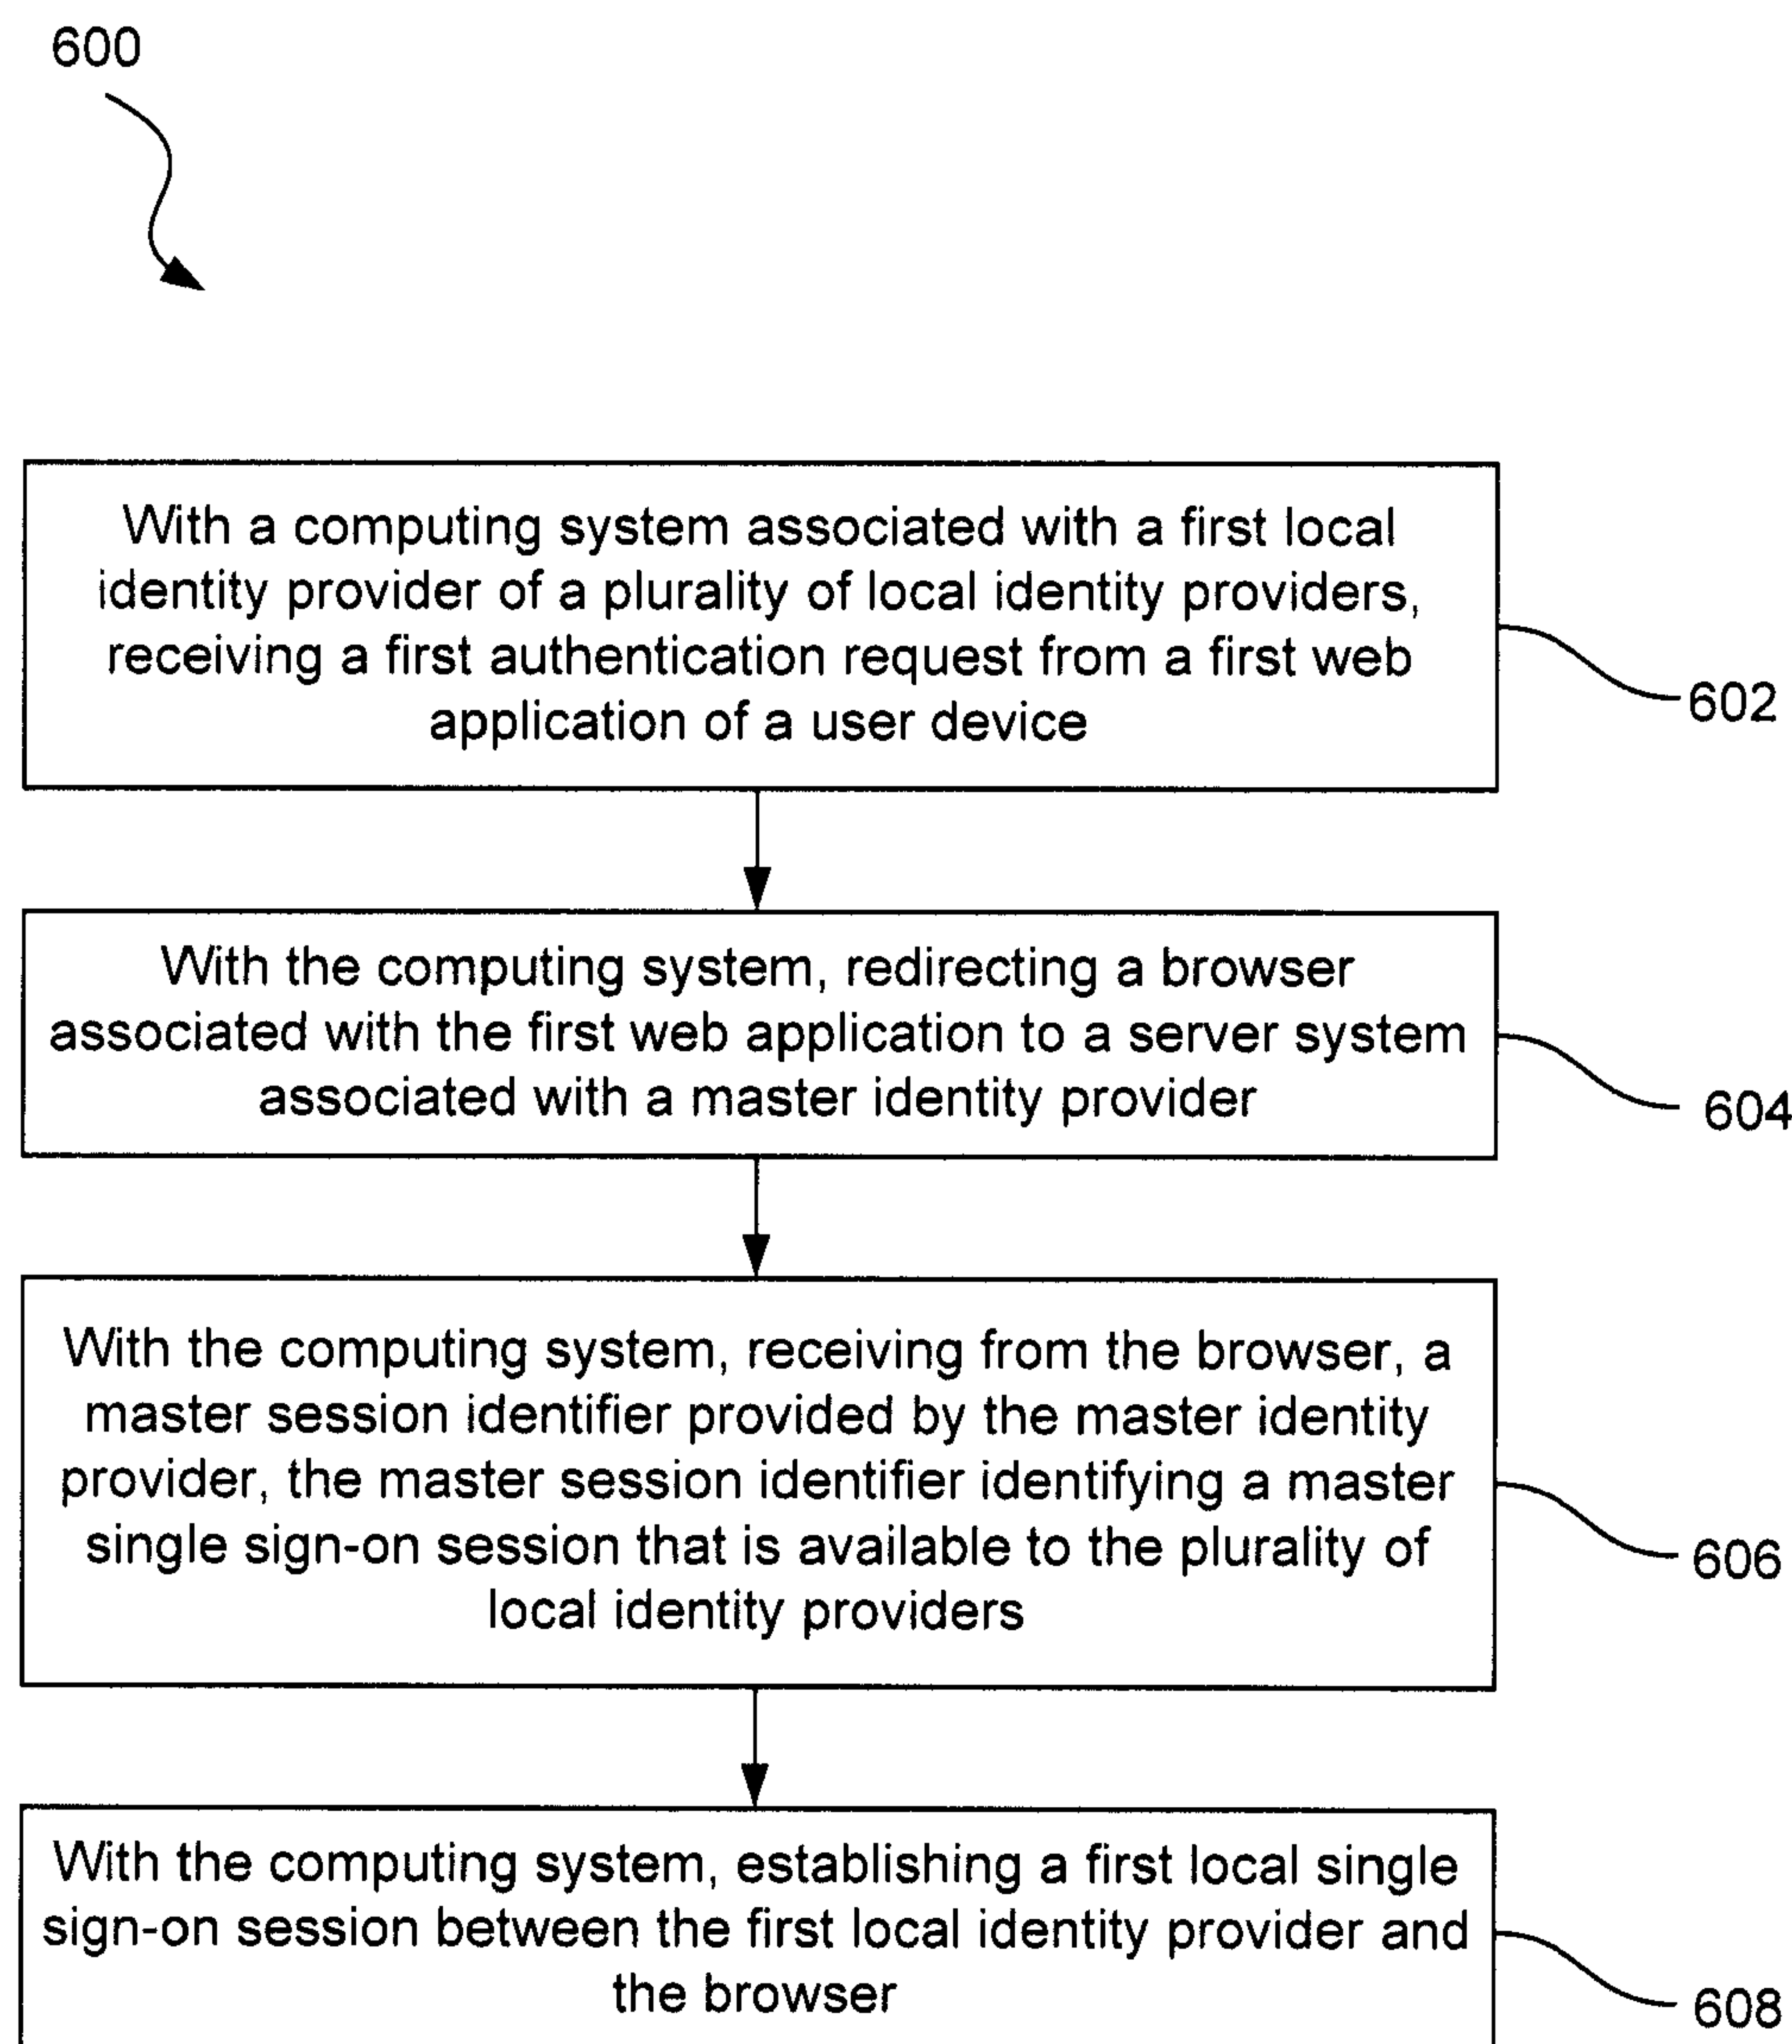 600
With a computing system associated with a first local
identity provider of a plurality of local identity providers,
receiving a first authentication request from a first web
application of a user device
602
With the computing system, redirecting a browser
associated with the first web application to a server system
associated with a master identity provider
604
With the computing system, receiving from the browser, a
master session identifier provided by the master identity
provider, the master session identifier identifying a master
single sign-on session that is available to the plurality of
local identity providers
606
With the computing system, establishing a first local single
sign-on session between the first local identity provider and
the browser
608